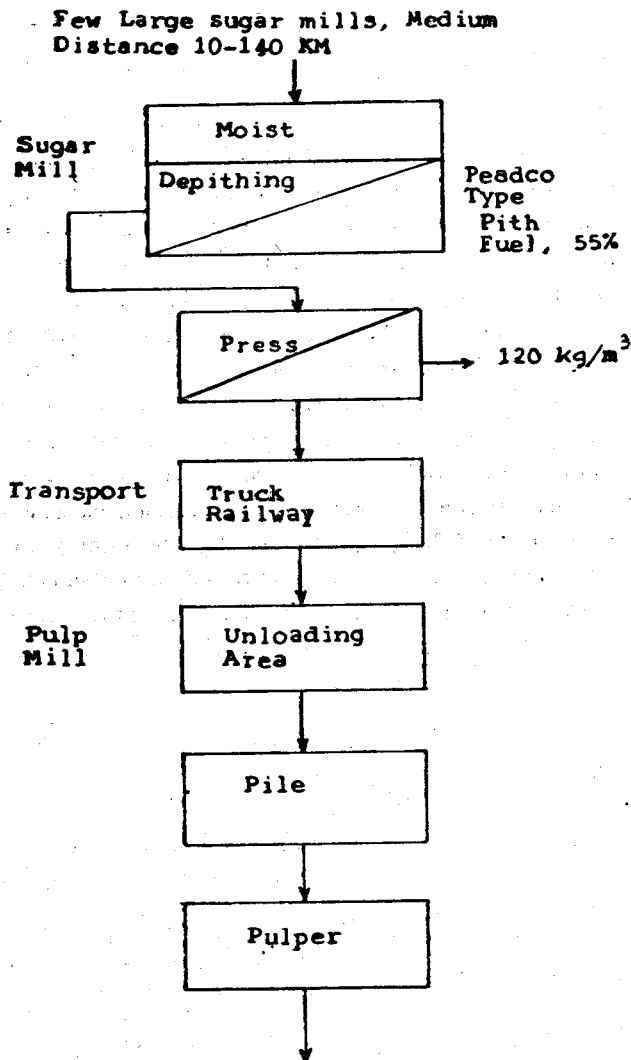 Few Large sugar mills, Medium
Distance 10-140 KM
Sugar
Mill
Moist
Depithing
Peadco
Type
Pith
Fuel, 55%
Press
120 kg/m³
Transport
Truck
Railway
Pulp
Mill
Unloading
Area
Pile
Pulper